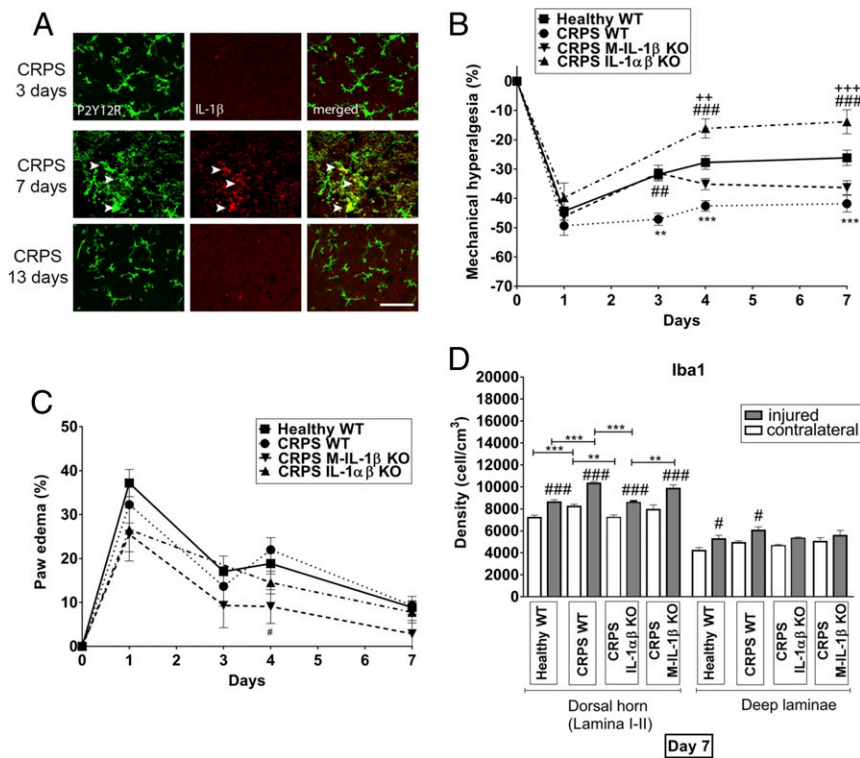 A
CRPS
3 days
P2Y12R
IL-1β
merged
CRPS
7 days
CRPS
13 days
B
Healthy WT
CRPS WT
CRPS M-IL-1β KO
CRPS IL-1αβ KO
Mechanical hyperalgesia (%)
0
-10
-20
-30
-40
-50
-60
-70
++
###
+++
###
##
**
***
***
0 1 2 3 4 5 6 7
Days
C
Healthy WT
CRPS WT
CRPS M-IL-1β KO
CRPS IL-1αβ KO
Paw edema (%)
50
40
30
20
10
0
#
0 1 2 3 4 5 6 7
Days
D
Iba1
injured
contralateral
Density (cell/cm³)
20000
18000
16000
14000
12000
10000
8000
6000
4000
2000
0
*** *** ** *** **
### ### ### ### # #
Healthy WT
CRPS WT
CRPS
IL-1αβ KO
CRPS
M-IL-1β KO
Healthy WT
CRPS WT
CRPS
IL-1αβ KO
CRPS
M-IL-1β KO
Dorsal horn
(Lamina I-II)
Deep laminae
Day 7